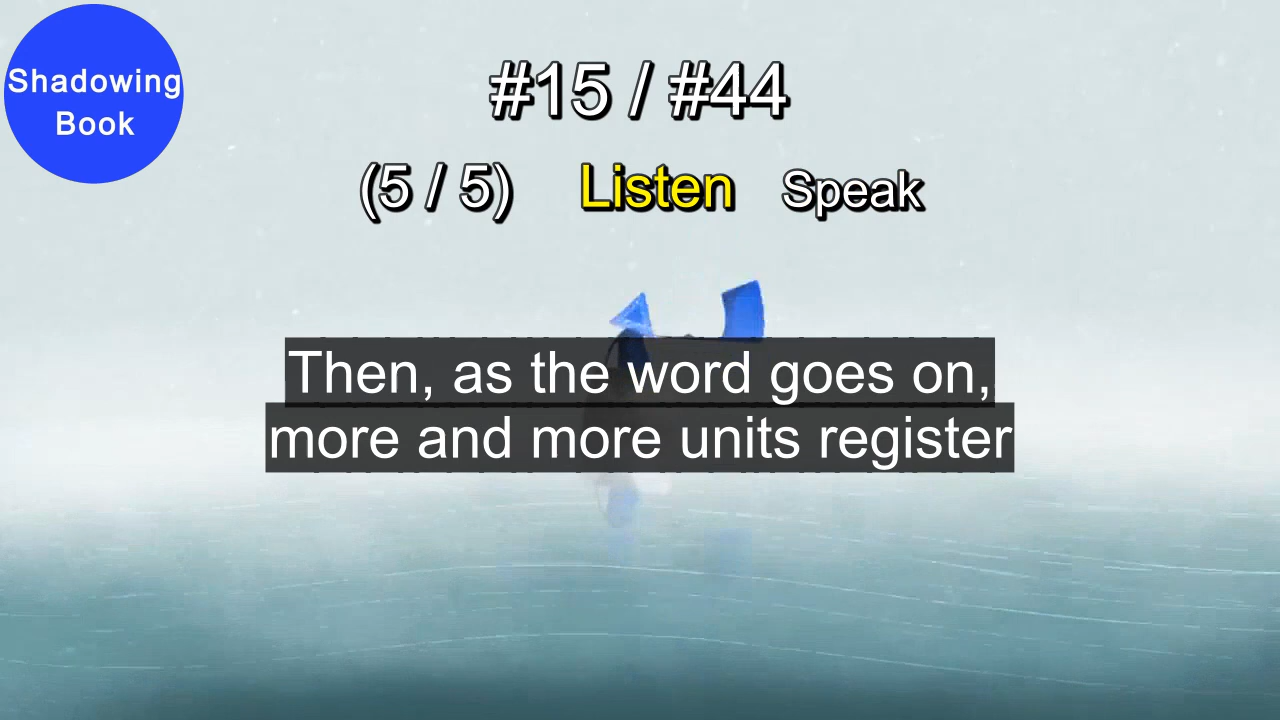 Shadowing
Book
#15 / #44
(5 / 5) Listen Speak
Then, as the word goes on,
more and more units register